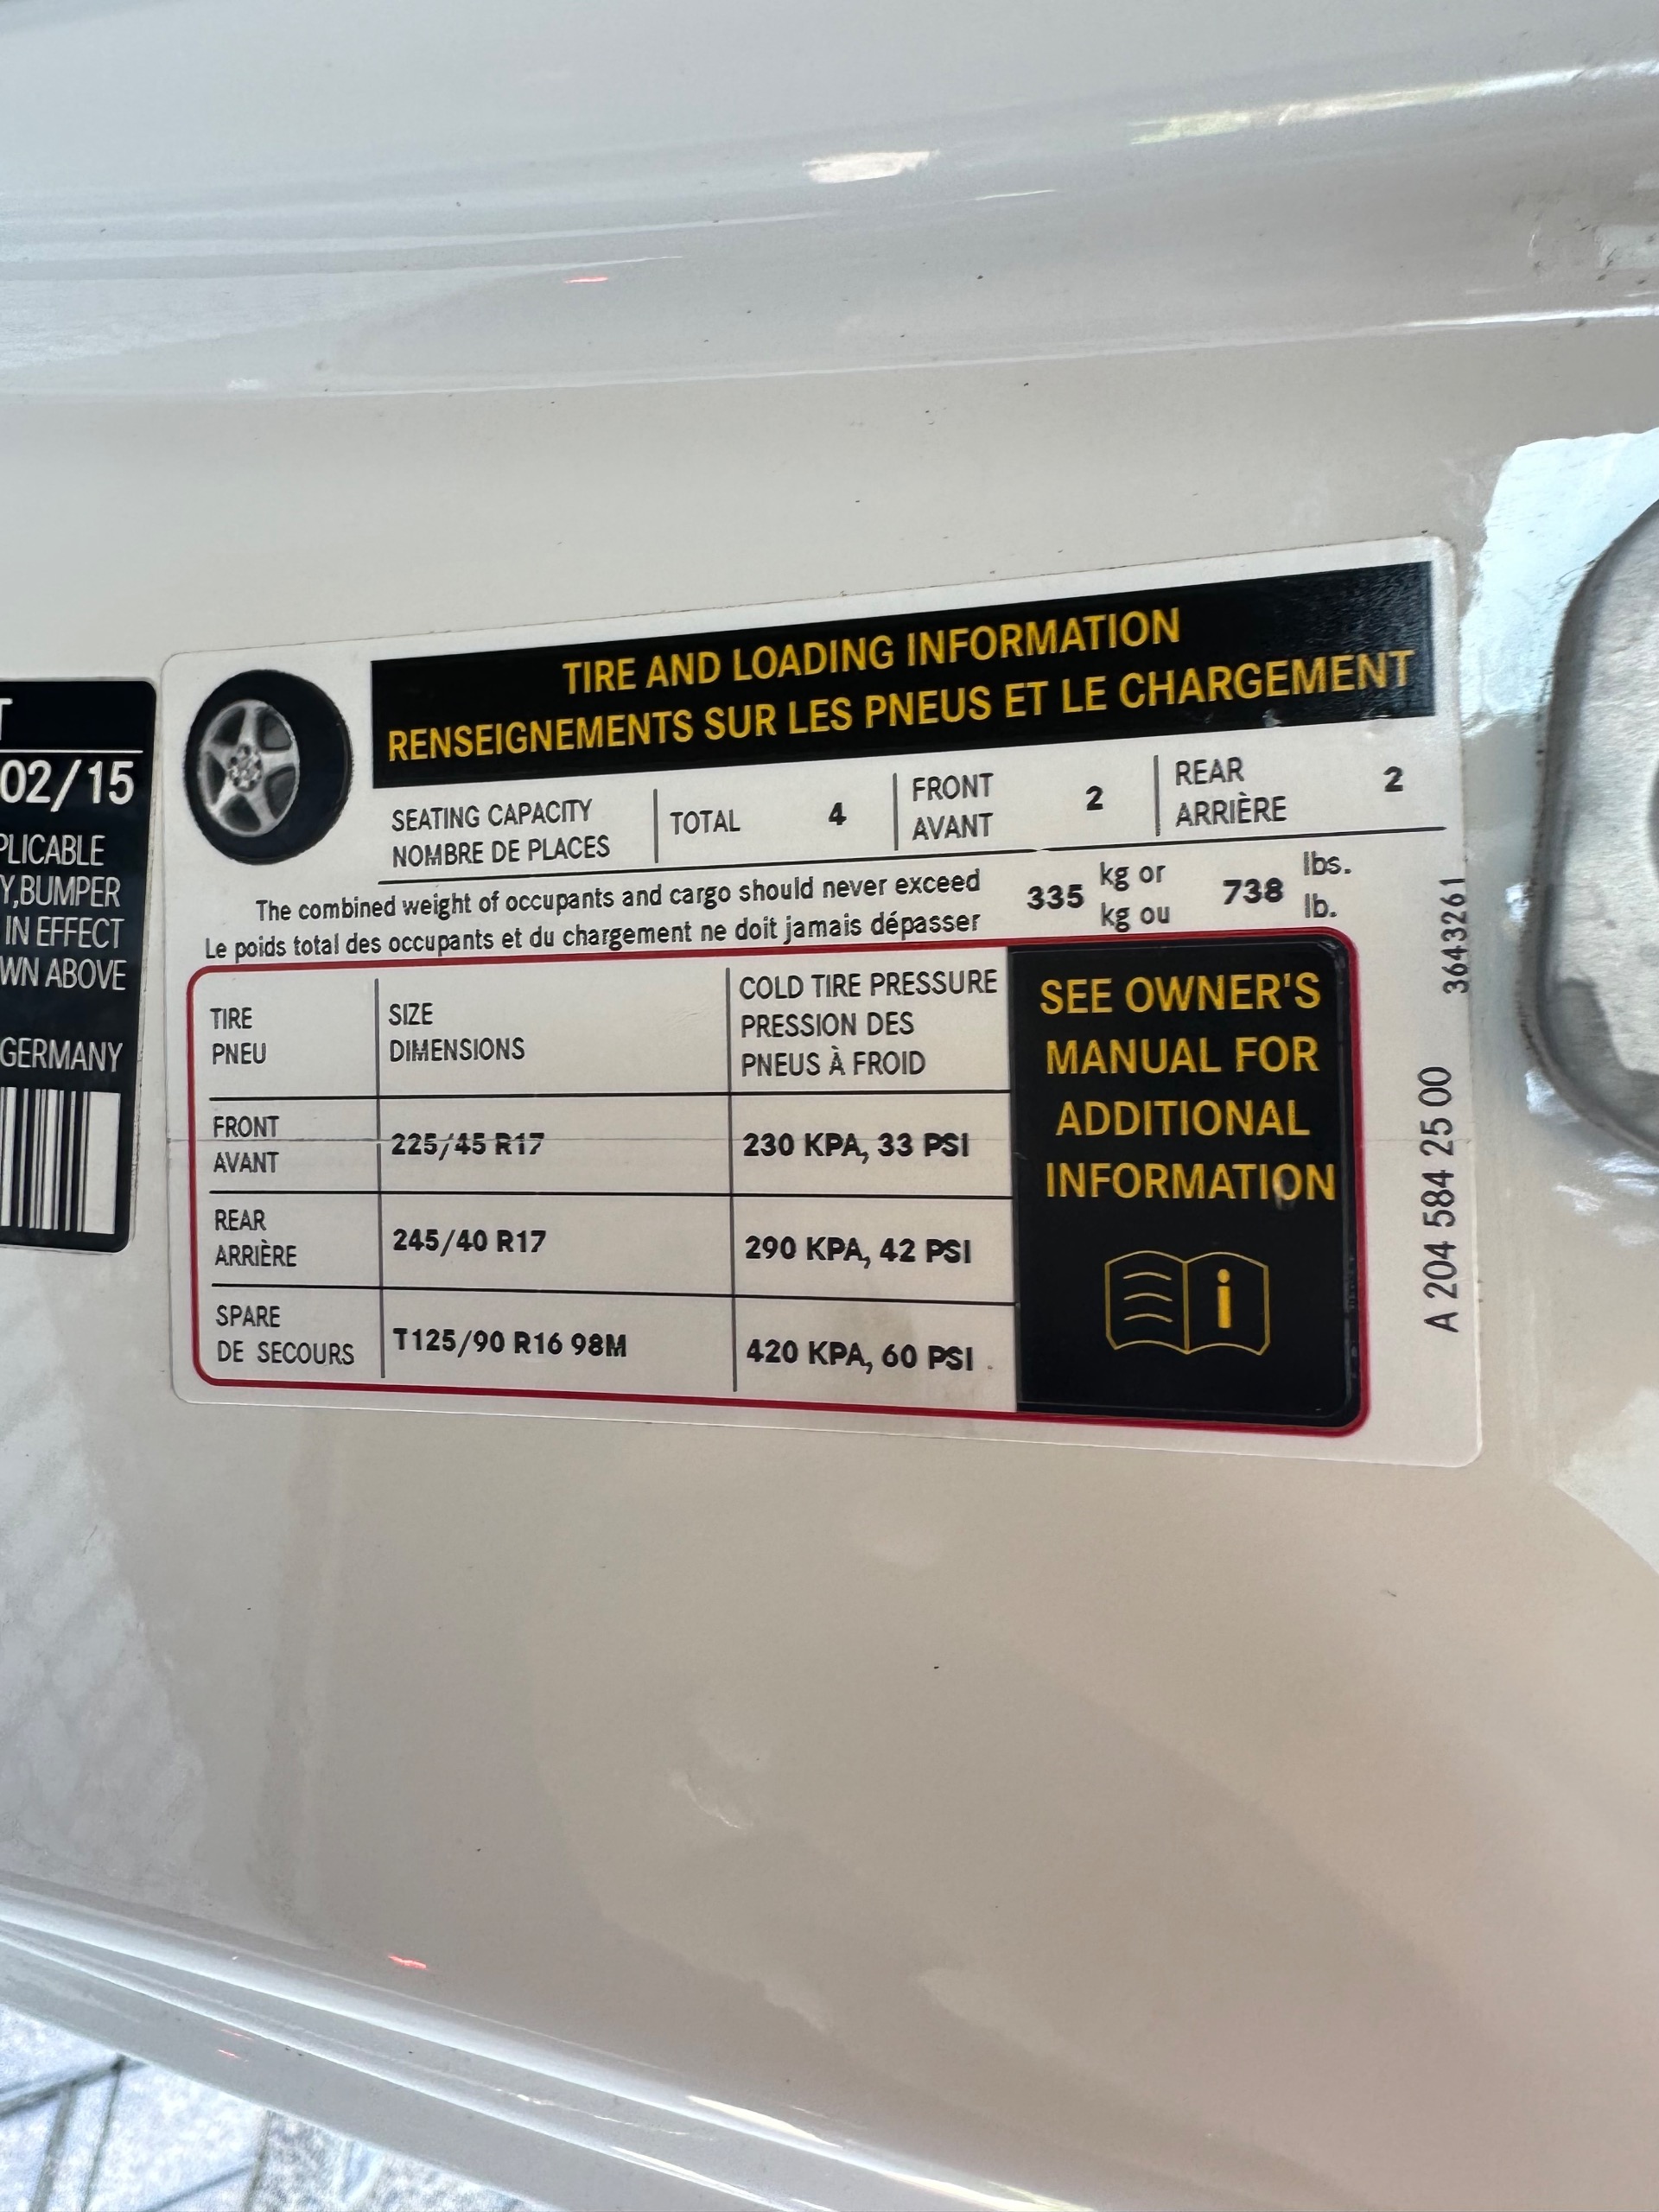 T
02/15
PLICABLE
Y,BUMPER
IN EFFECT
WN ABOVE
GERMANY
TIRE AND LOADING INFORMATION
RENSEIGNEMENTS SUR LES PNEUS ET LE CHARGEMENT
SEATING CAPACITY
NOMBRE DE PLACES
TOTAL 4
FRONT
AVANT
2
REAR
ARRIÈRE
2
The combined weight of occupants and cargo should never exceed
Le poids total des occupants et du chargement ne doit jamais dépasser
335
kg or
kg ou
738
lbs.
lb.
TIRE
PNEU
SIZE
DIMENSIONS
COLD TIRE PRESSURE
PRESSION DES
PNEUS À FROID
FRONT
AVANT
225/45 R17
230 KPA, 33 PSI
REAR
ARRIÈRE
245/40 R17
290 KPA, 42 PSI
SPARE
DE SECOURS
T125/90 R16 98M
420 KPA, 60 PSI
SEE OWNER'S
MANUAL FOR
ADDITIONAL
INFORMATION
i
A 204 584 25 00
3643261